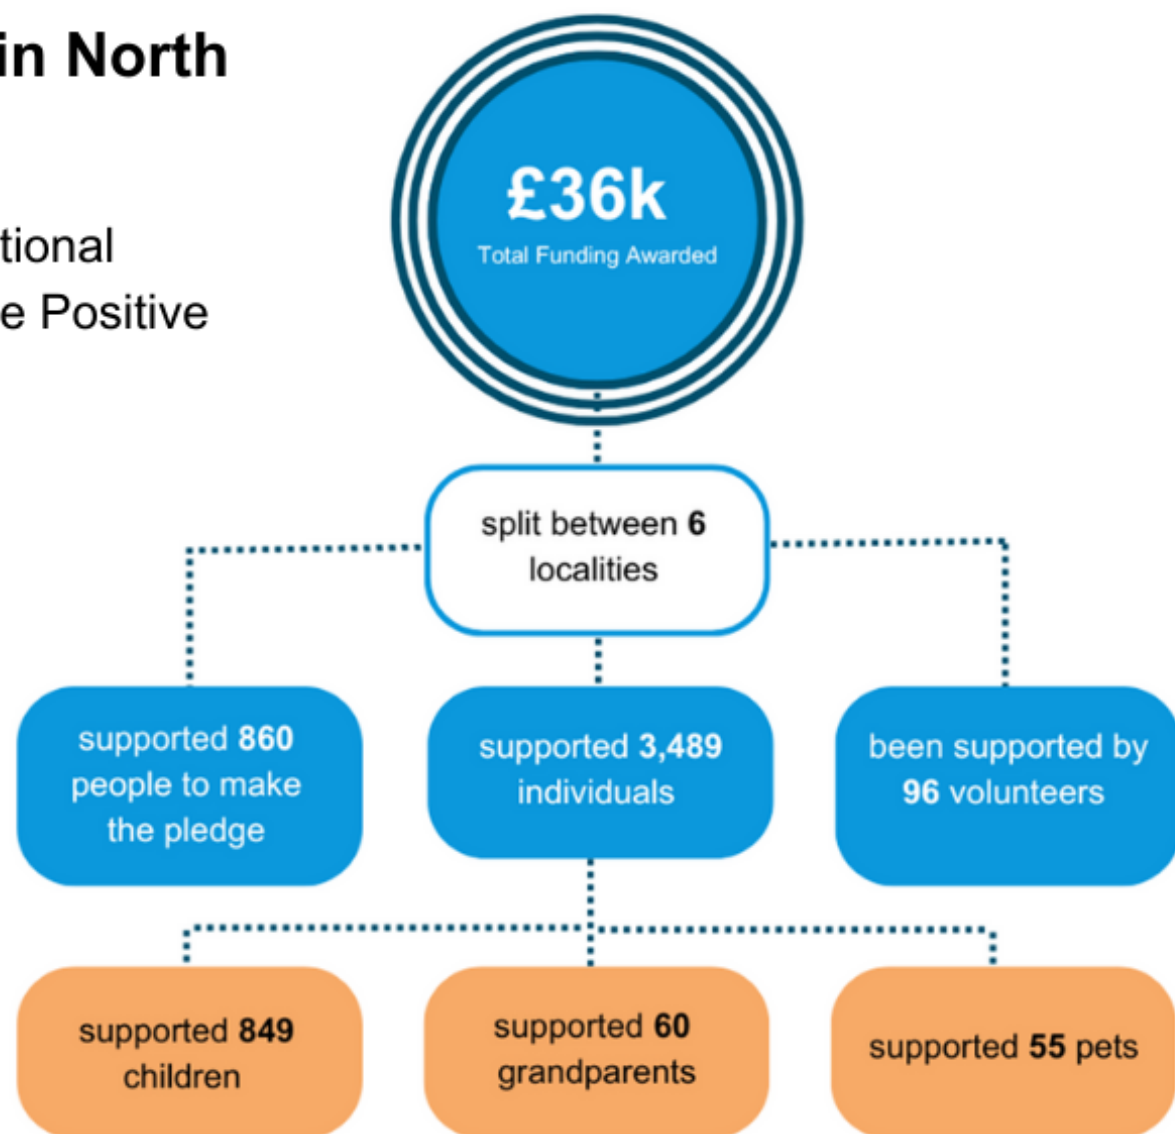 in North
tional
e Positive
£36k
Total Funding Awarded
split between 6
localities
supported 860
people to make
the pledge
supported 3,489
individuals
been supported by
96 volunteers
supported 849
children
supported 60
grandparents
supported 55 pets